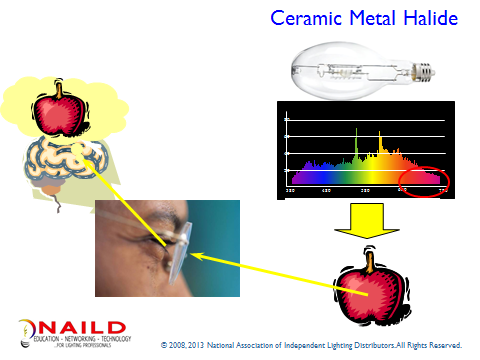 Ceramic Metal Halide
NAILD
EDUCATION - NETWORKING - TECHNOLOGY
...FOR LIGHTING PROFESSIONALS
© 2008, 2013 National Association of Independent Lighting Distributors. All Rights Reserved.